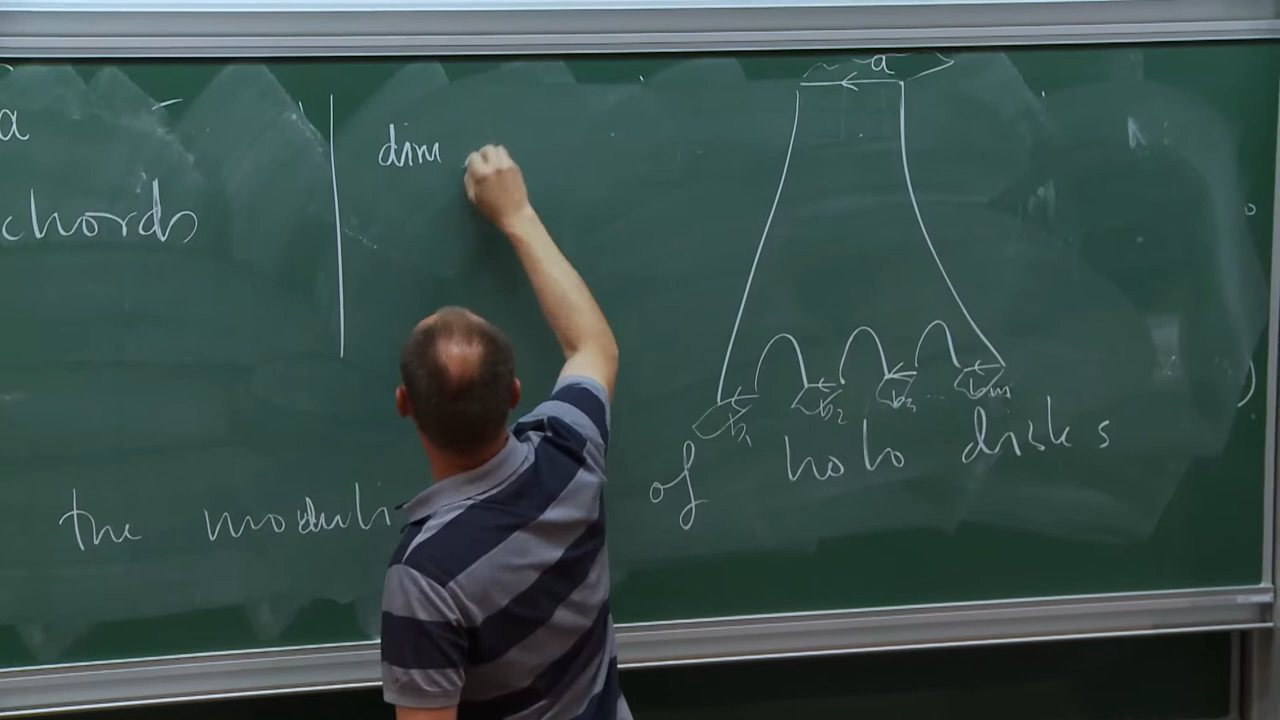 a
chords
dim
a
b₁ b₂ b₃ ... bm
the moduli of holo disks